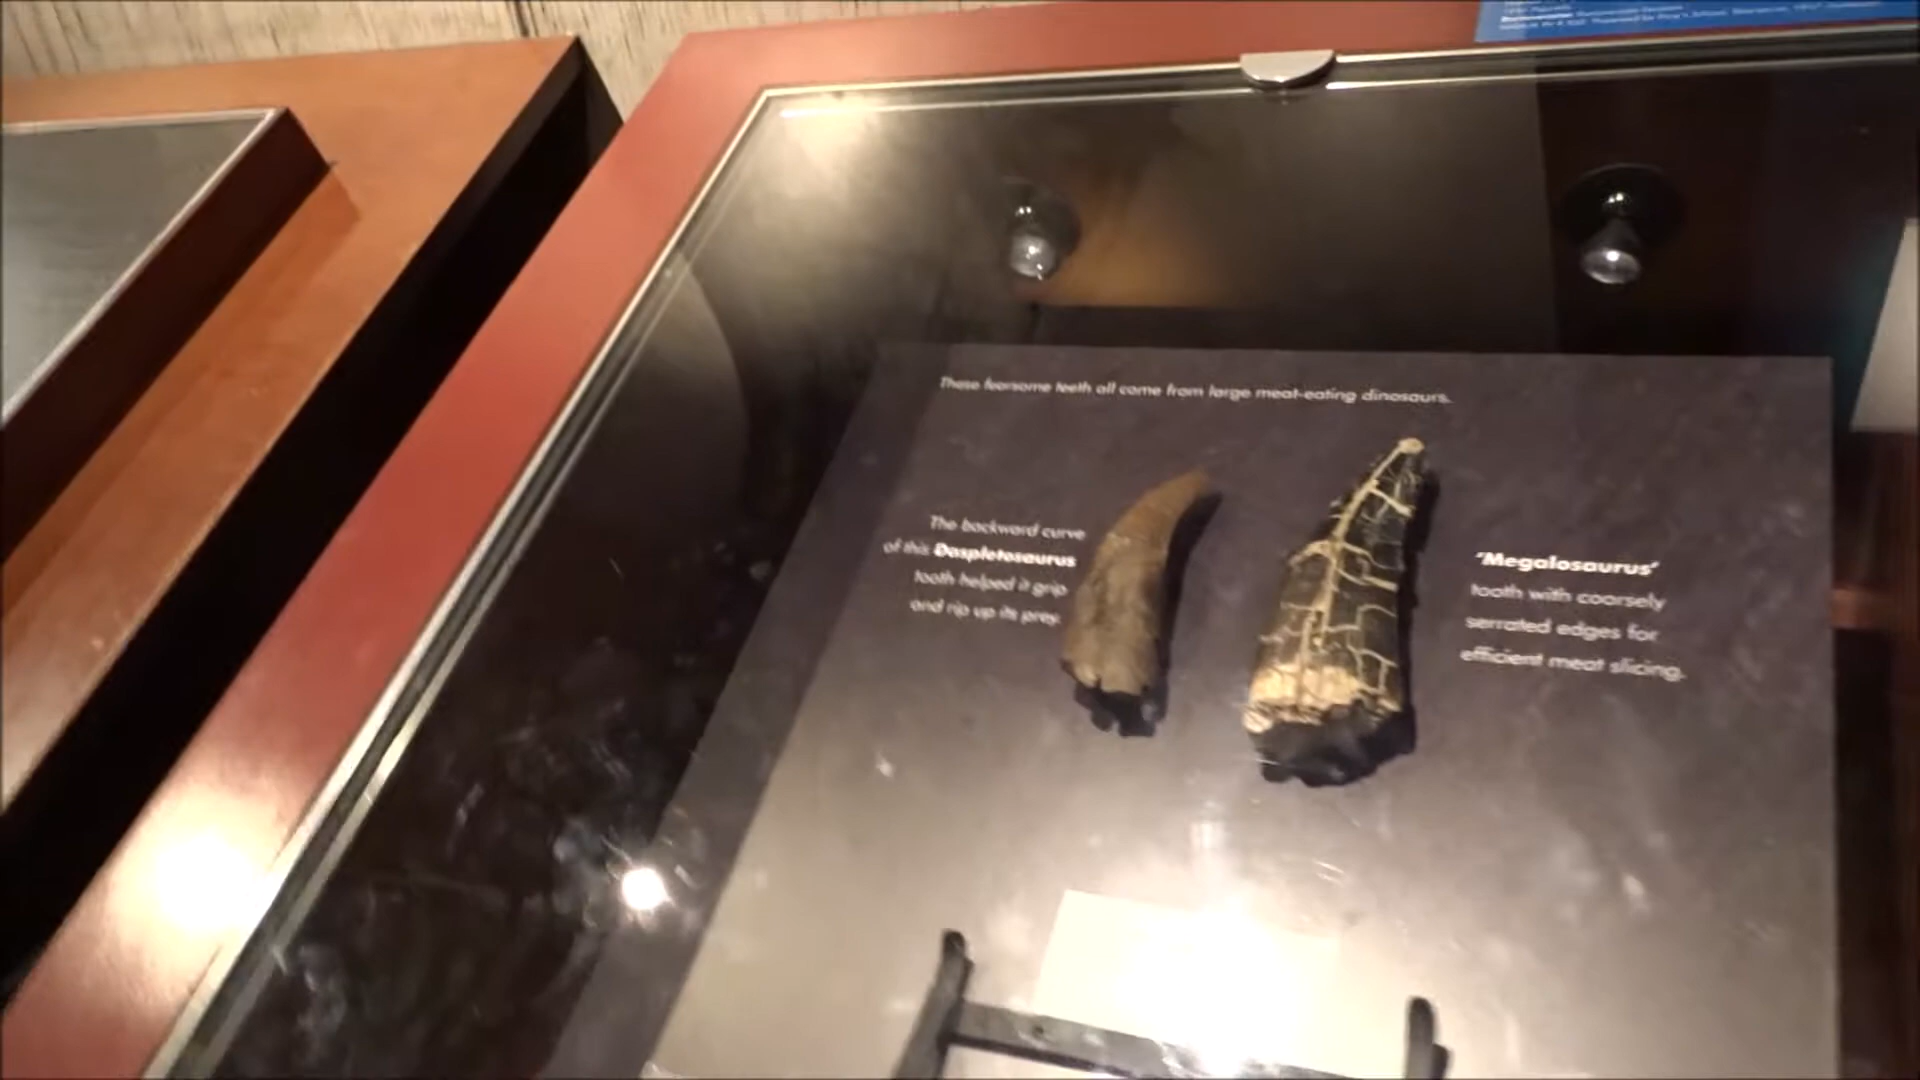 These fearsome teeth all come from large meat-eating dinosaurs.
The backward curve
of this Daspletosaurus
tooth helped it grip
and rip up its prey.
'Megalosaurus'
tooth with coarsely
serrated edges for
efficient meat slicing.